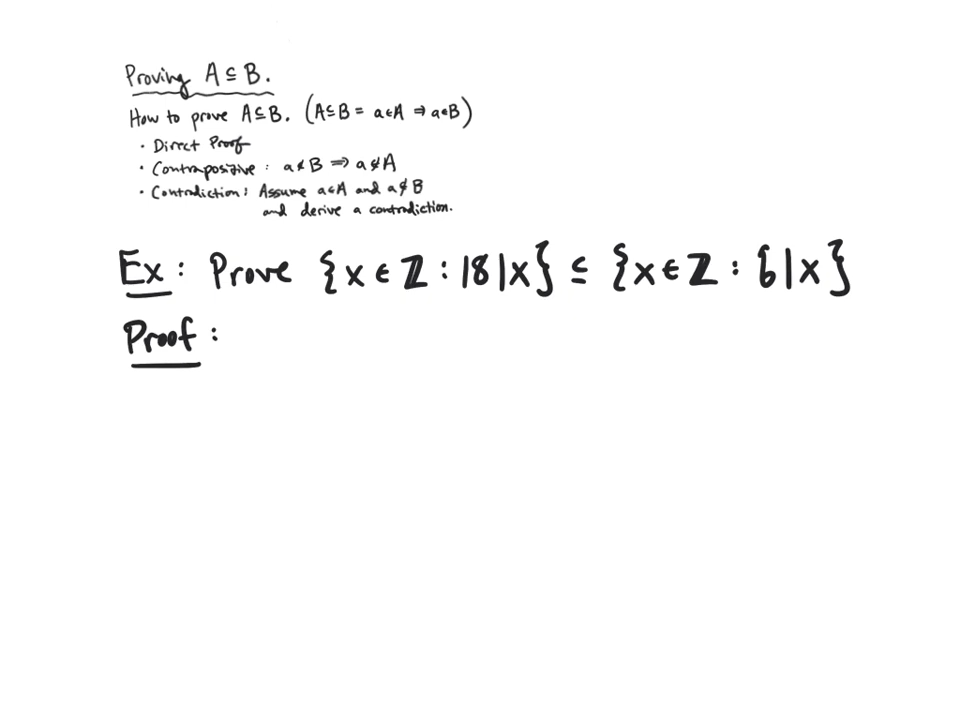 Proving A ⊆ B.
How to prove A ⊆ B. (A ⊆ B = a ∈ A ⇒ a ∈ B)
· Direct Proof
· Contrapositive : a ∉ B ⇒ a ∉ A
· Contradiction : Assume a ∈ A and a ∉ B
and derive a contradiction.
Ex : Prove {x ∈ ℤ : 18 | x} ⊆ {x ∈ ℤ : 6 | x}
Proof :